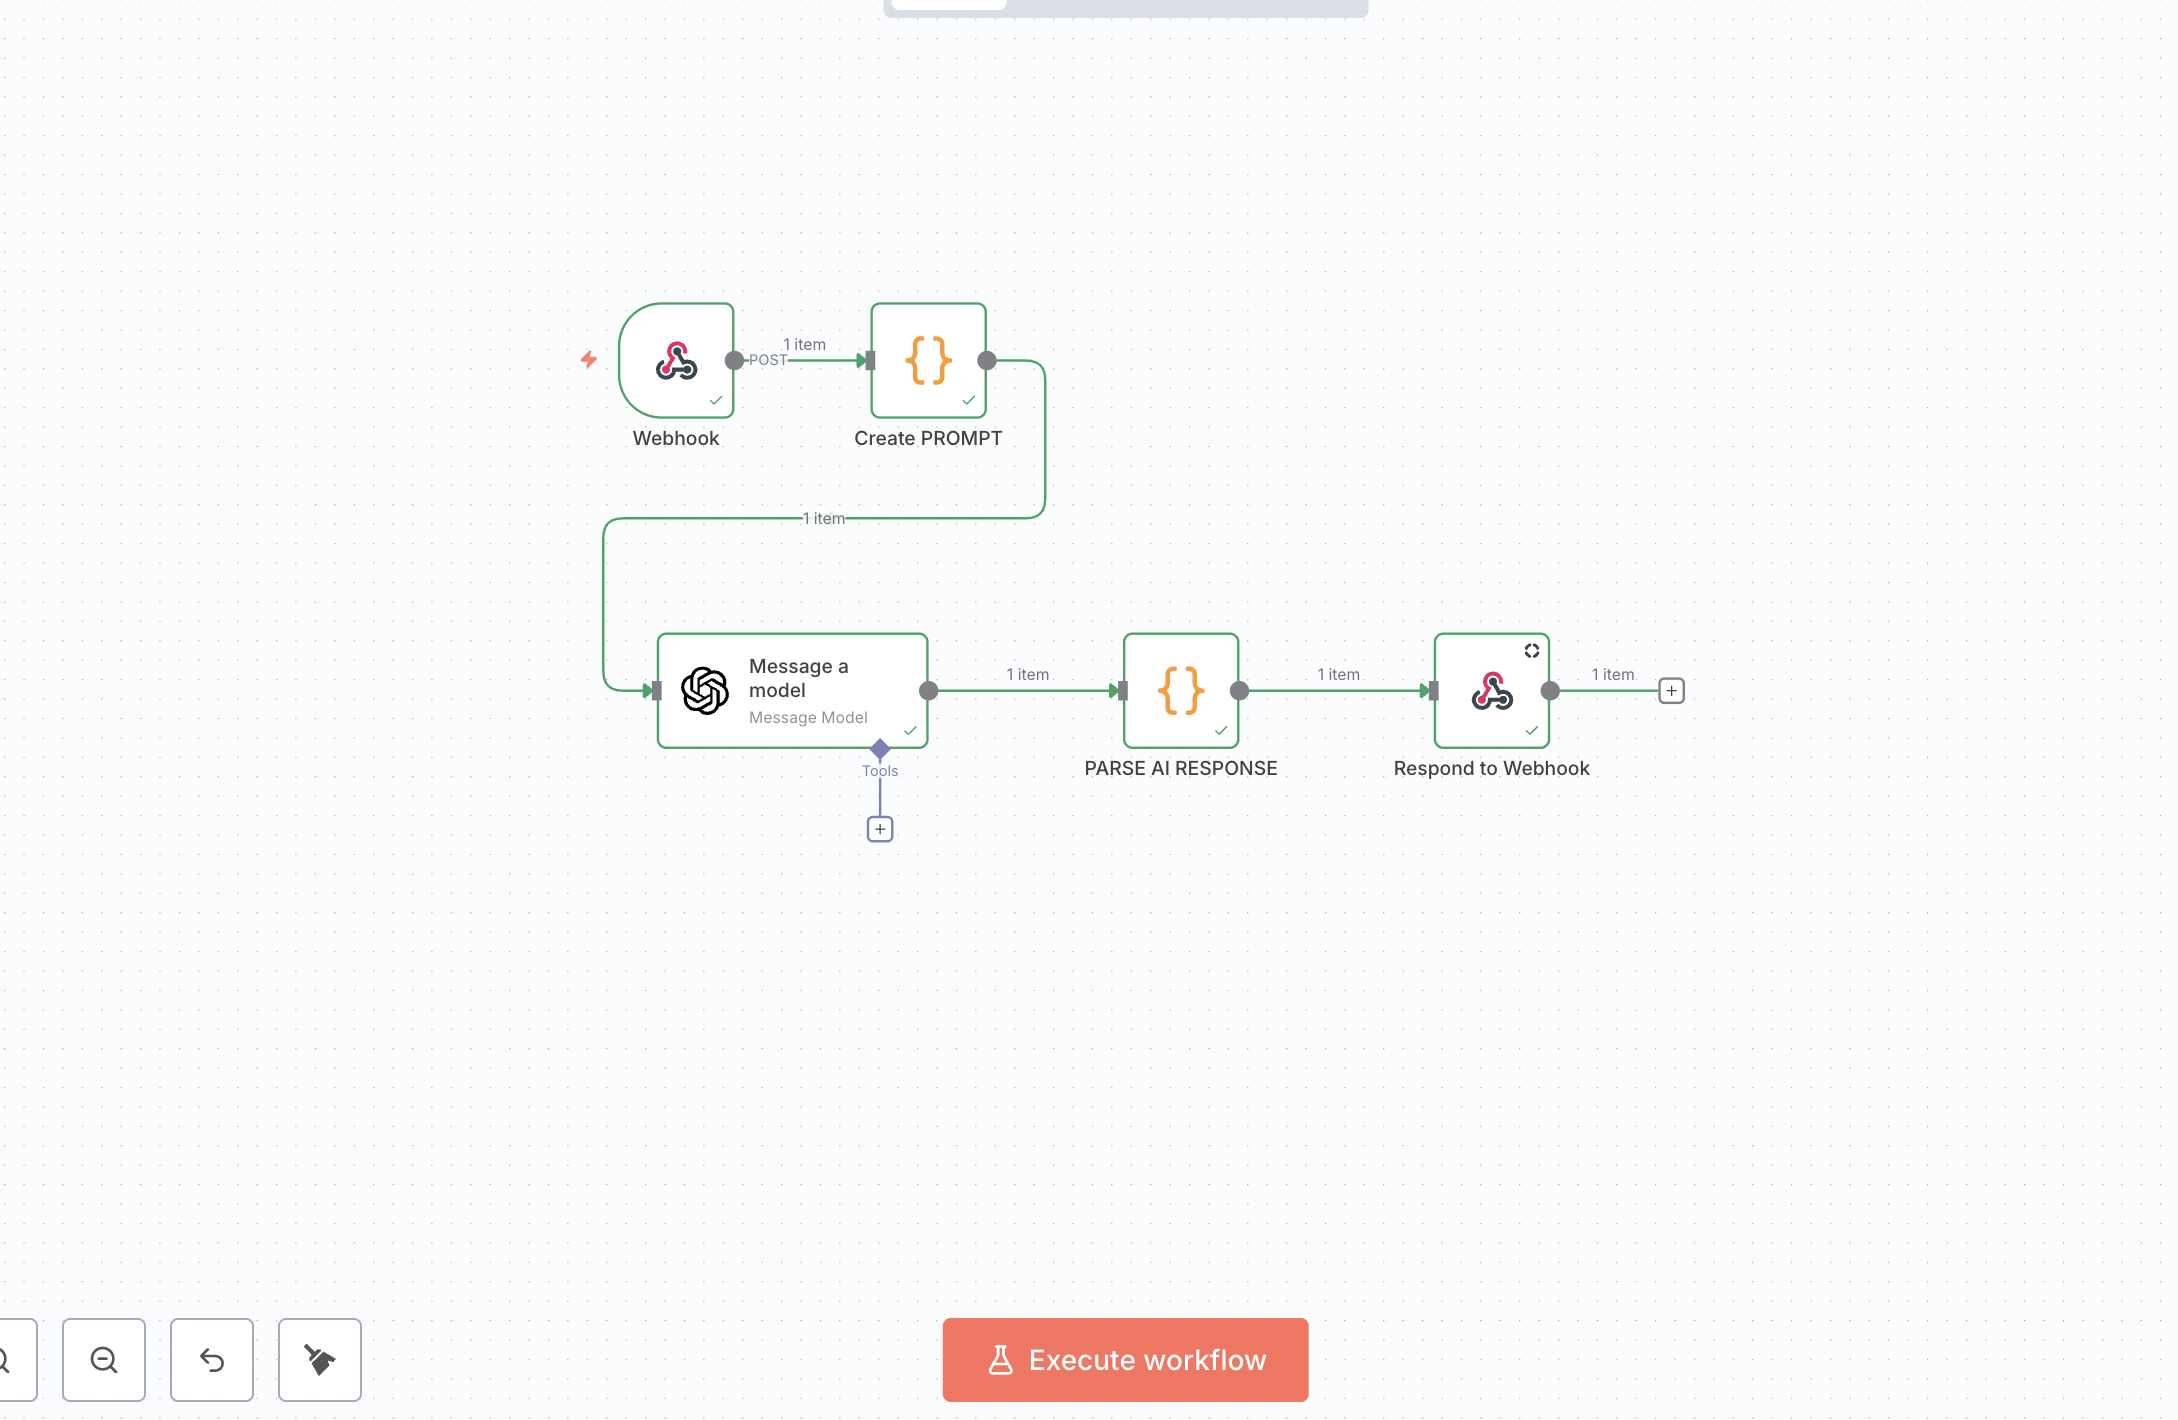 1 item
POST
Webhook
Create PROMPT
1 item
Message a
model
Message Model
1 item
1 item
1 item
Tools
PARSE AI RESPONSE
Respond to Webhook
Execute workflow